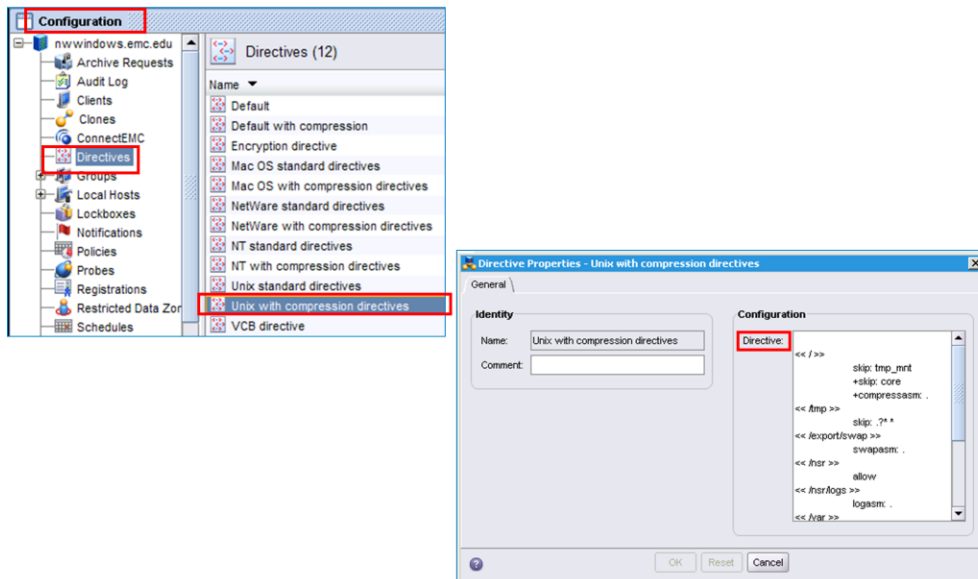 Configuration
nwwindows.emc.edu
Archive Requests
Audit Log
Clients
Clones
ConnectEMC
Directives
Groups
Local Hosts
Lockboxes
Notifications
Policies
Probes
Registrations
Restricted Data Zor
Schedules
Directives (12)
Name
Default
Default with compression
Encryption directive
Mac OS standard directives
Mac OS with compression directives
NetWare standard directives
NetWare with compression directives
NT standard directives
NT with compression directives
Unix standard directives
Unix with compression directives
VCB directive
Directive Properties - Unix with compression directives
General
Identity
Name: Unix with compression directives
Comment:
Configuration
Directive:
<< / >>
skip: tmp_mnt
+skip: core
+compressasm: .
<< /tmp >>
skip: .?* *
<< /export/swap >>
swapasm: .
<< /nsr >>
allow
<< /nsr/logs >>
logasm: .
<< /var >>
OK Reset Cancel